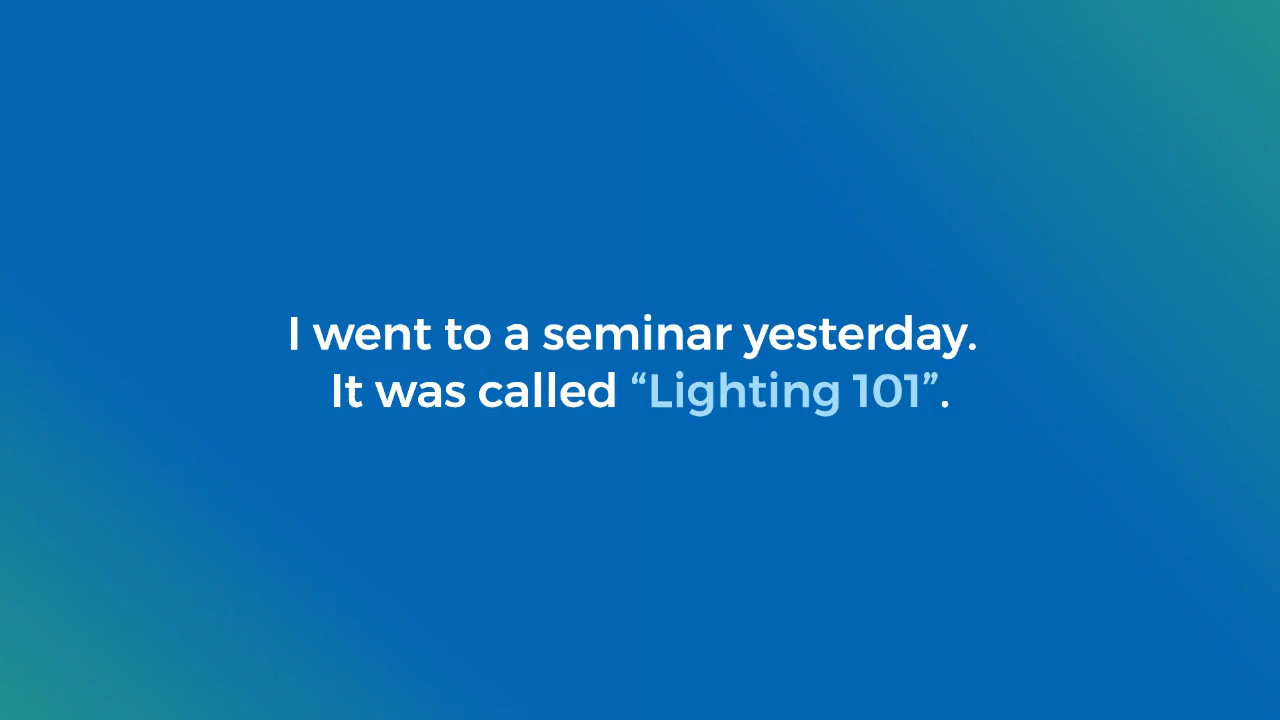 I went to a seminar yesterday.
It was called “Lighting 101”.